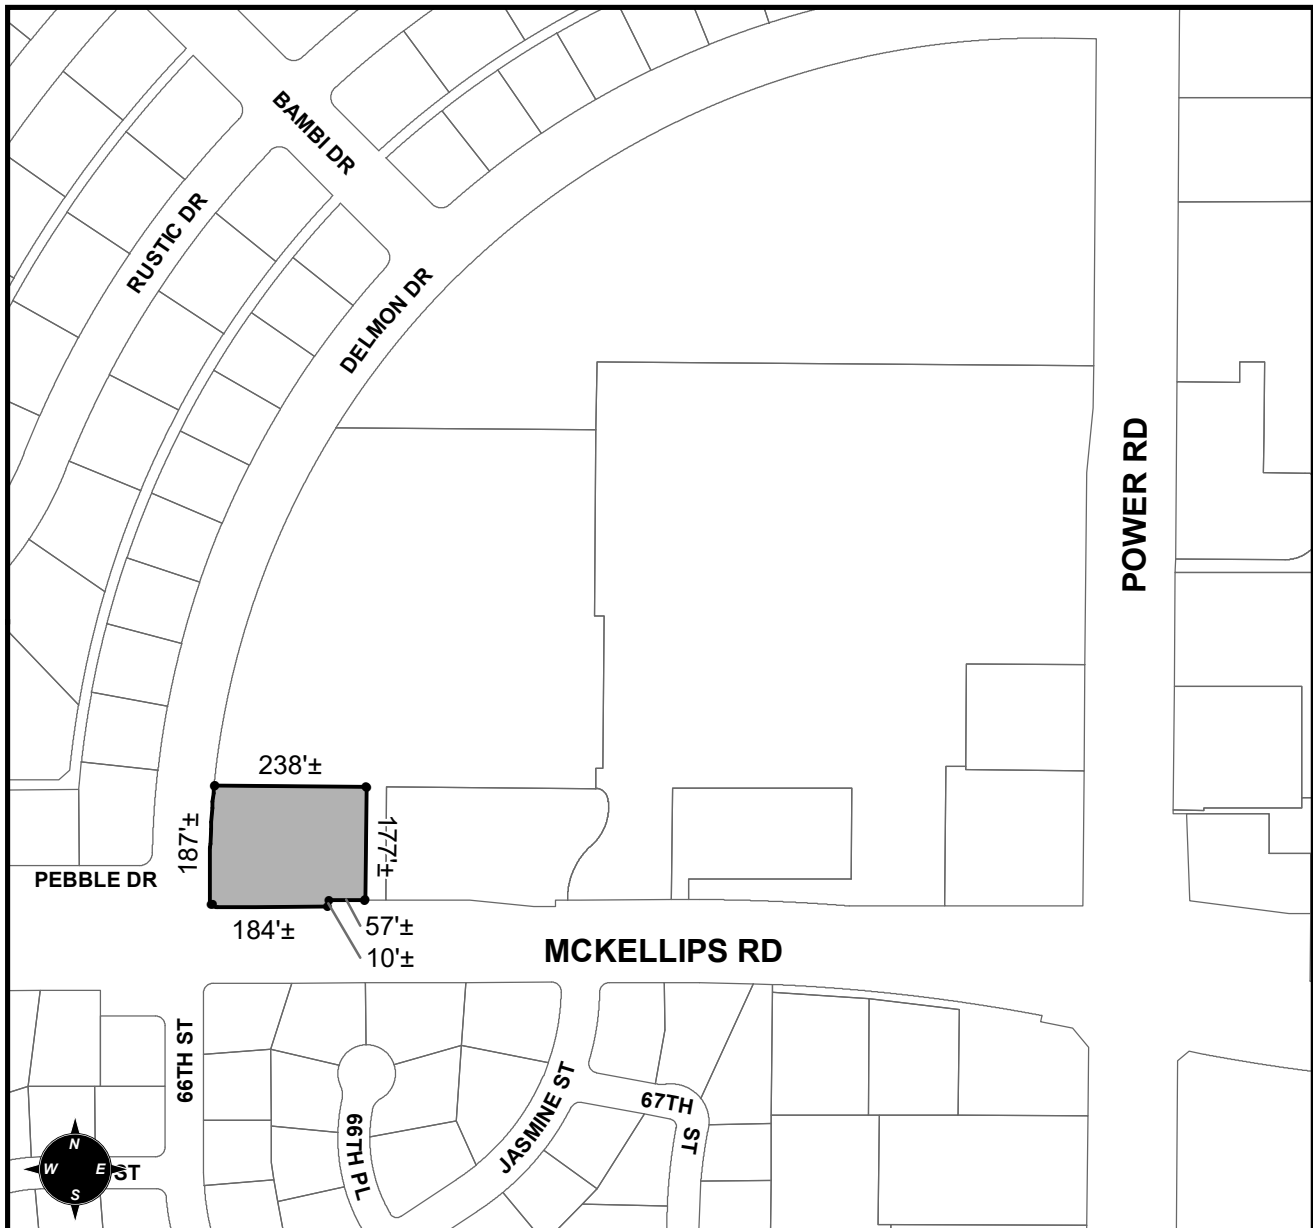 BAMBI DR
RUSTIC DR
DELMON DR
POWER RD
238'±
187'±
177'±
PEBBLE DR
184'±
57'±
10'±
MCKELLIPS RD
66TH ST
66TH PL
JASMINE ST
67TH ST
N
W E
S
ST